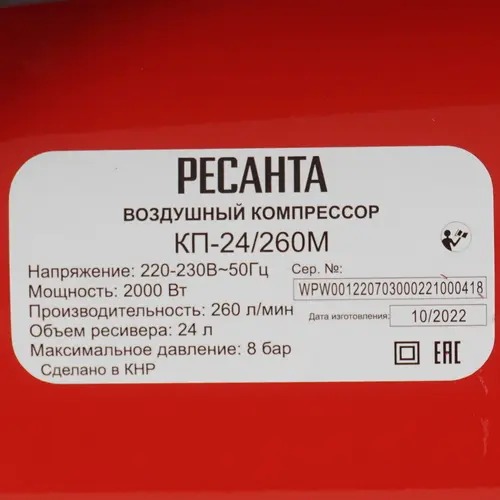 РЕСАНТА
ВОЗДУШНЫЙ КОМПРЕССОР
КП-24/260М
Напряжение: 220-230В~50Гц
Мощность: 2000 Вт
Производительность: 260 л/мин
Объем ресивера: 24 л
Максимальное давление: 8 бар
Сделано в КНР
Сер. №:
WPW001220703000221000418
Дата изготовления: 10/2022
EAC